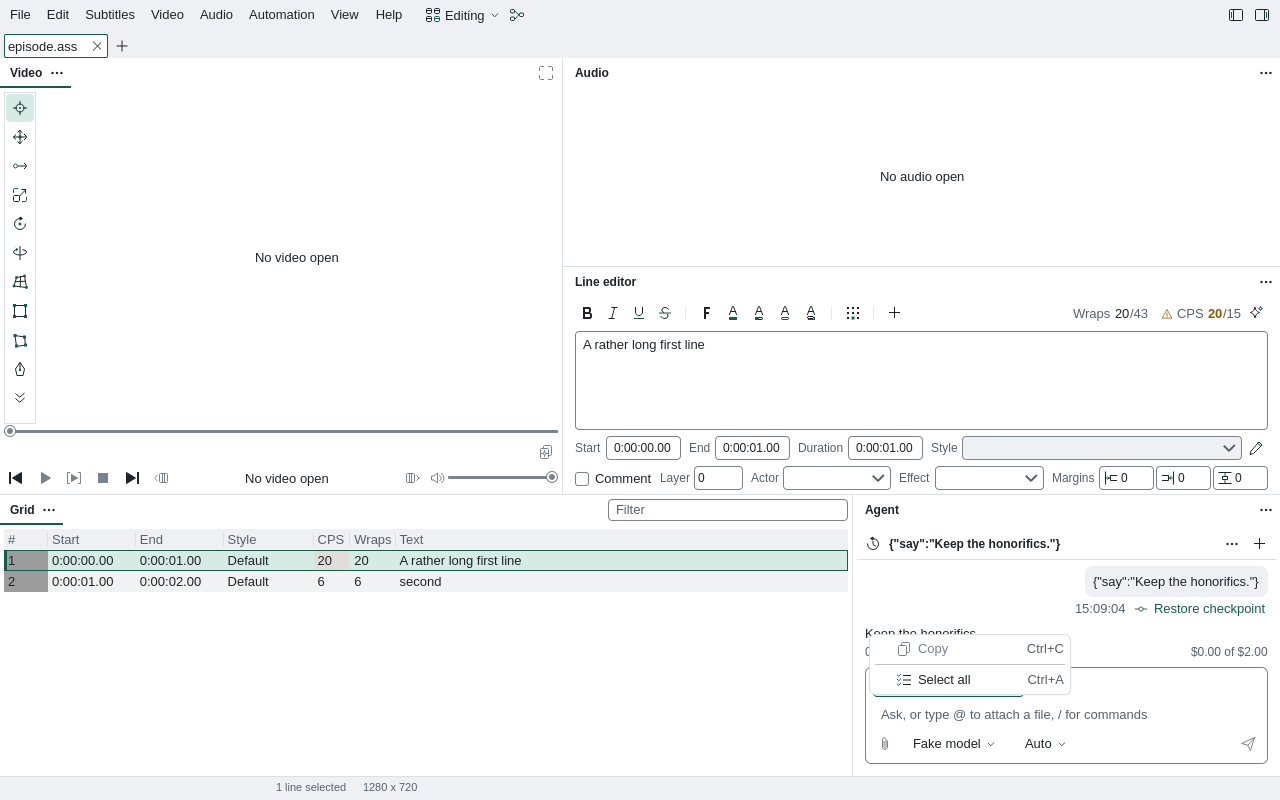 File Edit Subtitles Video Audio Automation View Help Editing
episode.ass
Video
No video open
No video open
Audio
No audio open
Line editor
Wraps 20/43 CPS 20/15
A rather long first line
Start 0:00:00.00 End 0:00:01.00 Duration 0:00:01.00 Style
Comment Layer 0 Actor Effect Margins 0 0 0
Grid
Filter
# Start End Style CPS Wraps Text
1 0:00:00.00 0:00:01.00 Default 20 20 A rather long first line
2 0:00:01.00 0:00:02.00 Default 6 6 second
Agent
{"say":"Keep the honorifics."}
{"say":"Keep the honorifics."}
15:09:04 Restore checkpoint
Keep the honorifics.
$0.00 of $2.00
Copy Ctrl+C
Select all Ctrl+A
Ask, or type @ to attach a file, / for commands
Fake model Auto
1 line selected 1280 x 720